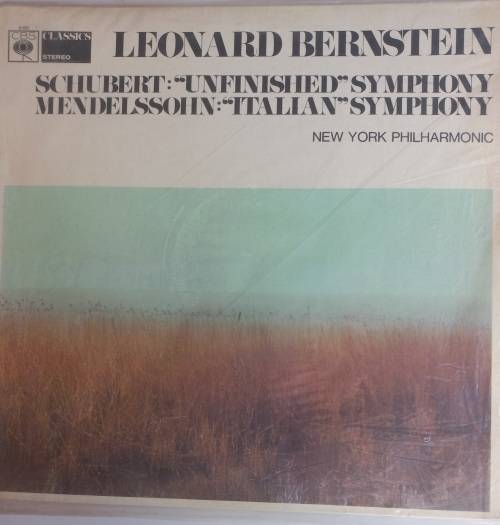 CBS
CLASSICS
STEREO
LEONARD BERNSTEIN
SCHUBERT: "UNFINISHED" SYMPHONY
MENDELSSOHN: "ITALIAN" SYMPHONY
NEW YORK PHILHARMONIC